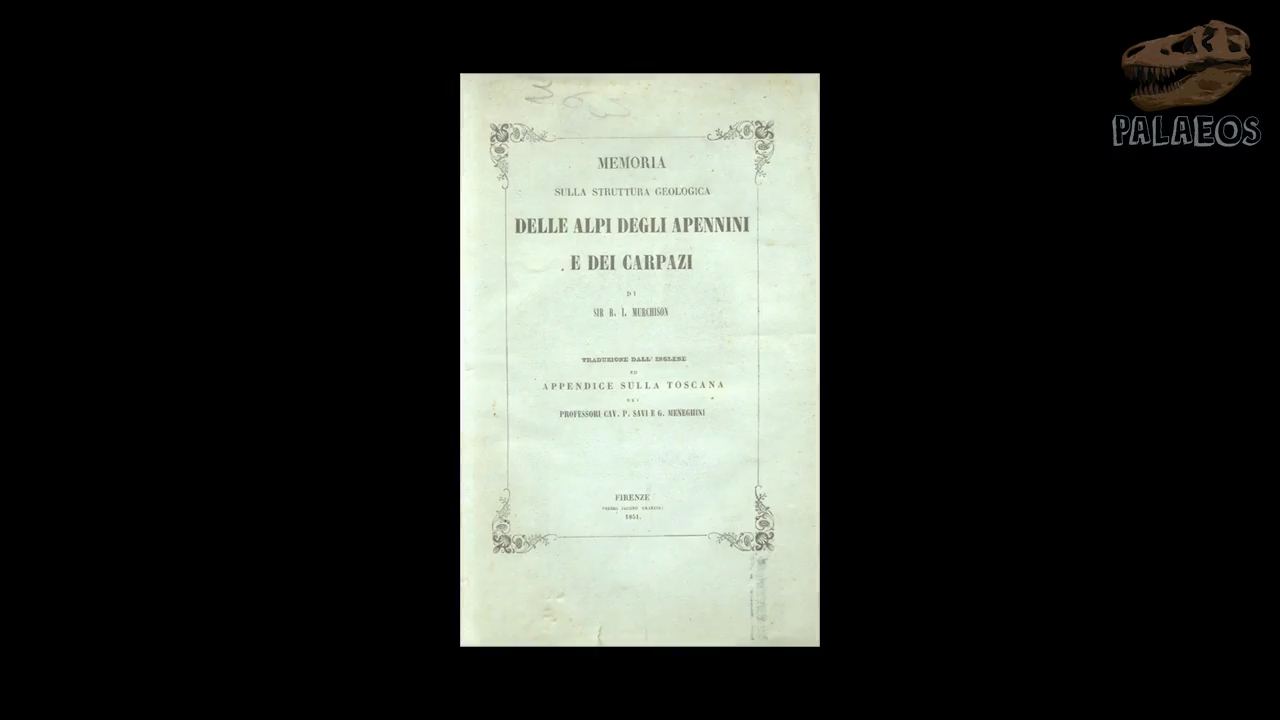 PALAEOS
MEMORIA
SULLA STRUTTURA GEOLOGICA
DELLE ALPI DEGLI APENNINI
E DEI CARPAZI
DI
SIR R. I. MURCHISON
TRADUZIONE DALL' INGLESE
ED
APPENDICE SULLA TOSCANA
DEI
PROFESSORI CAV. P. SAVI E G. MENEGHINI
FIRENZE
1851.